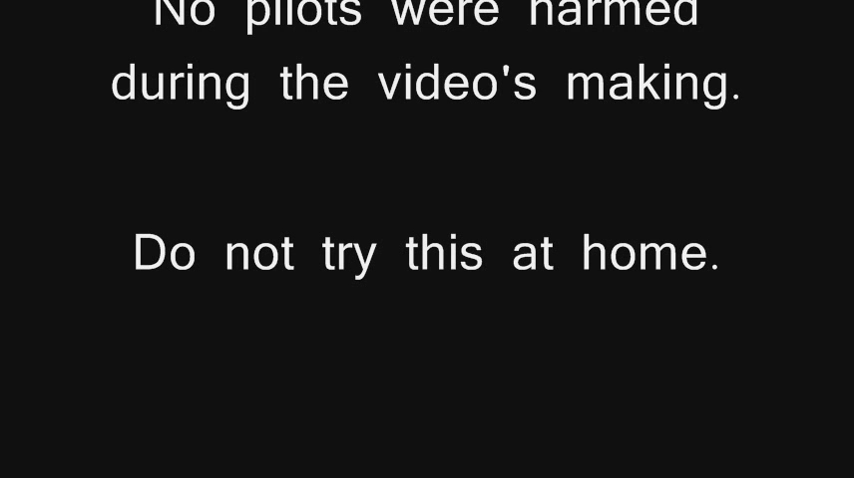 No pilots were harmed
during the video's making.
Do not try this at home.